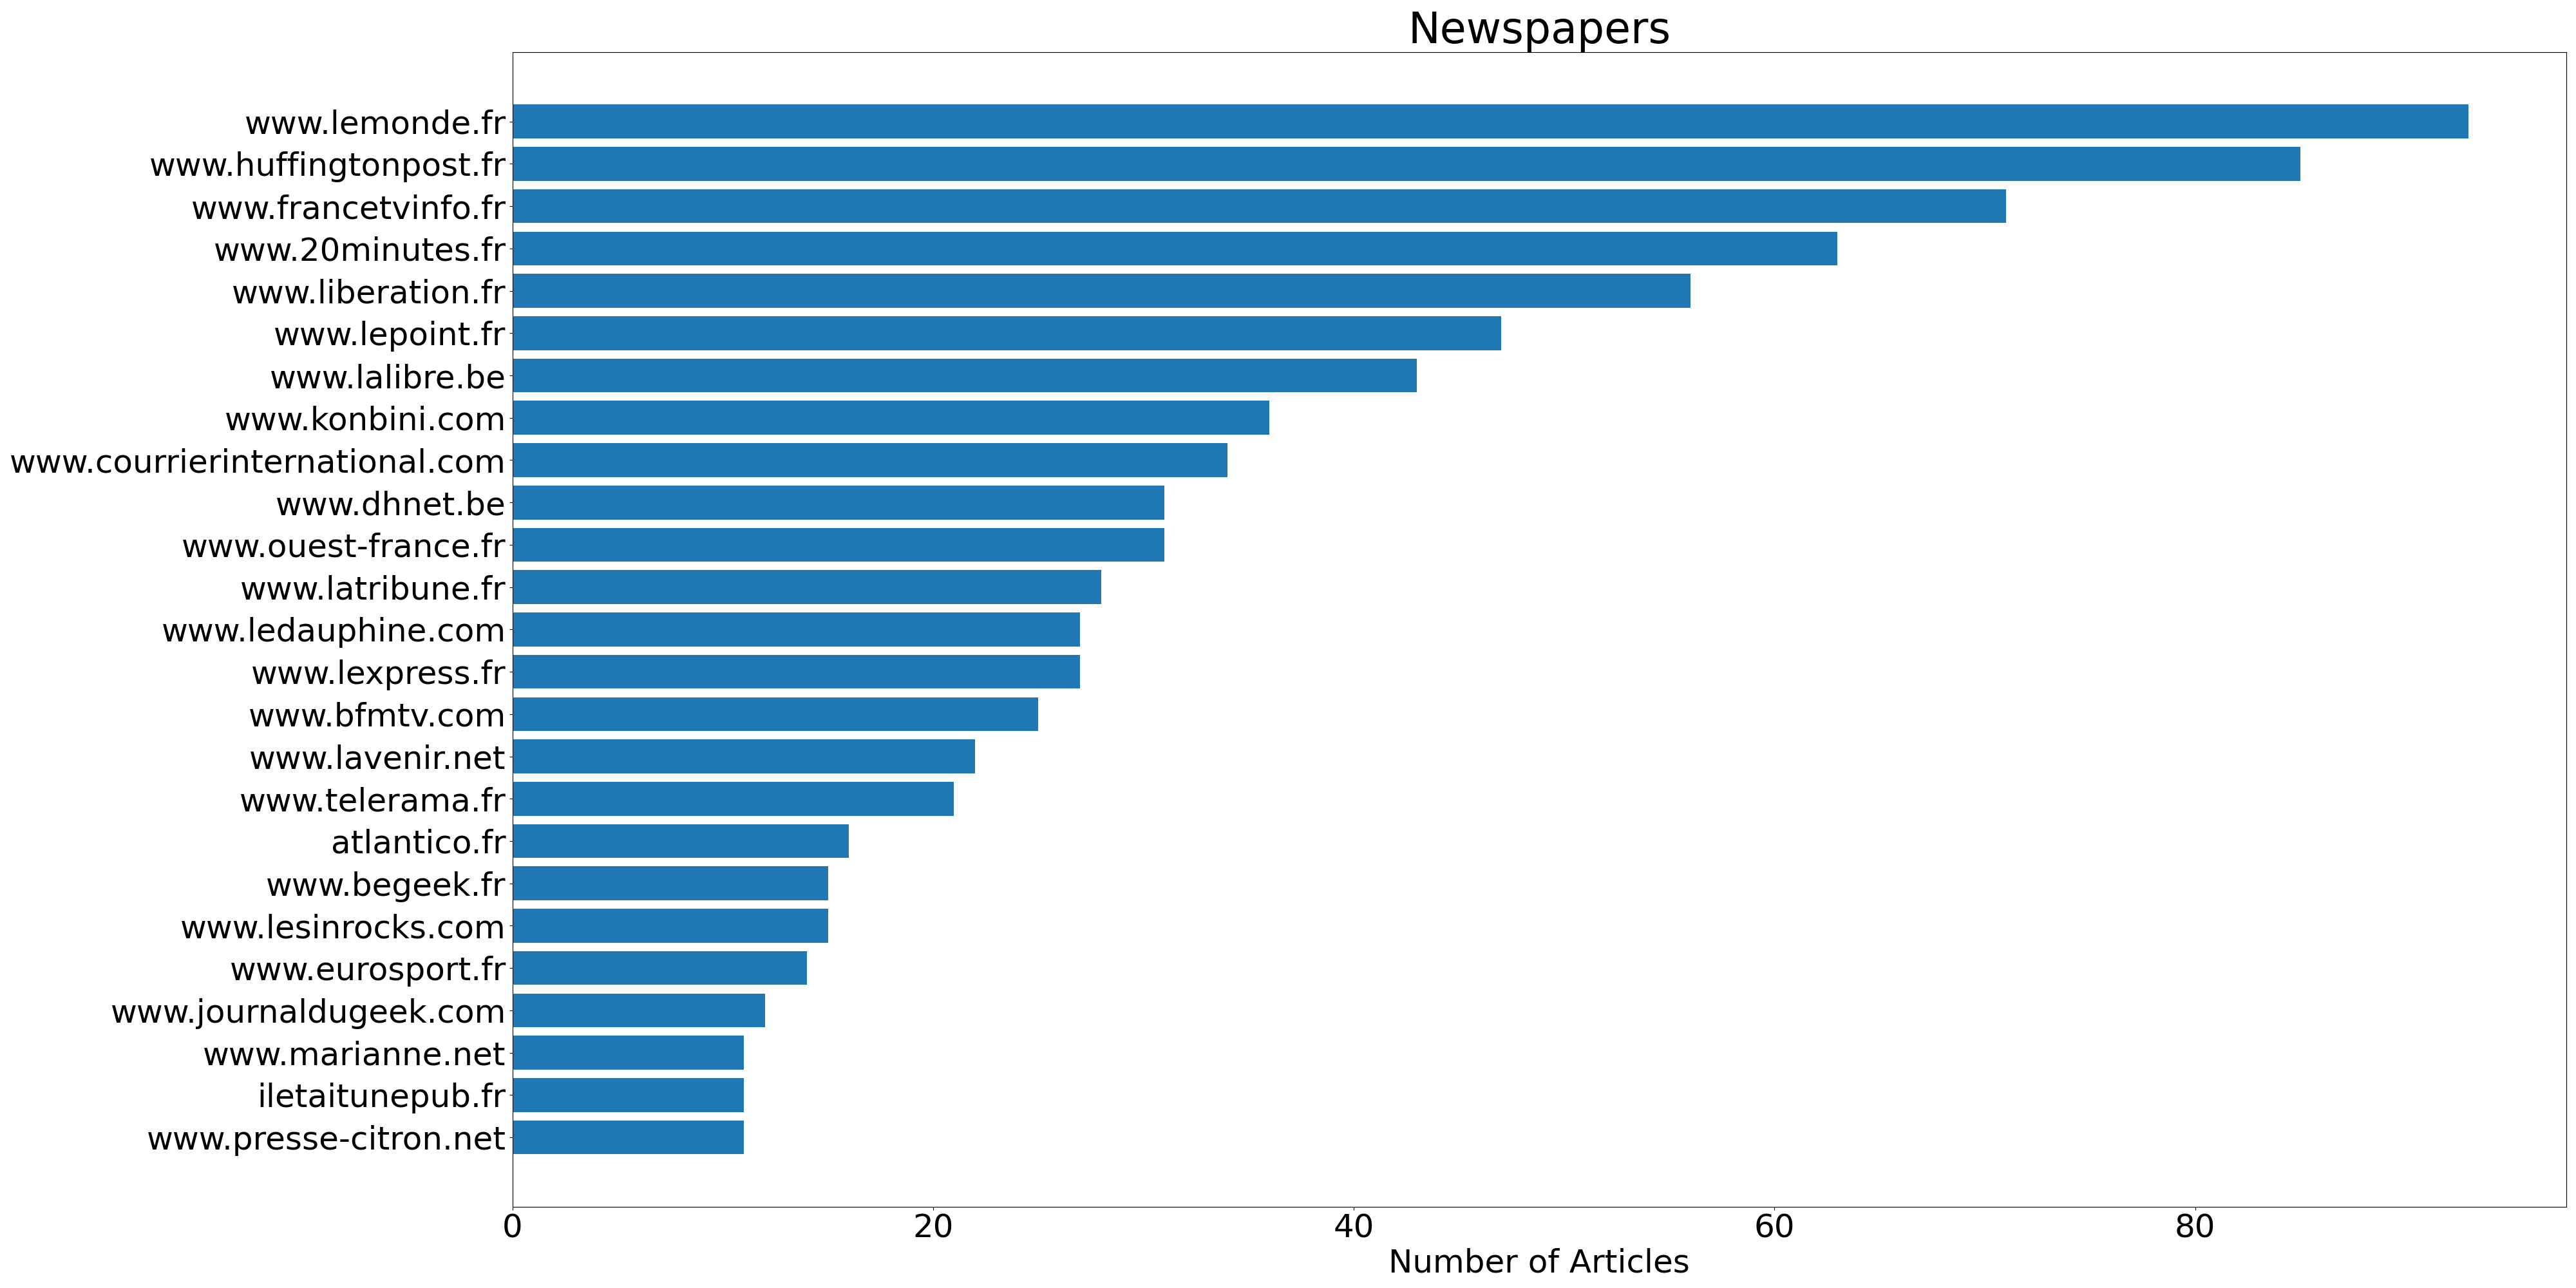 Newspapers
www.lemonde.fr
www.huffingtonpost.fr
www.francetvinfo.fr
www.20minutes.fr
www.liberation.fr
www.lepoint.fr
www.lalibre.be
www.konbini.com
www.courrierinternational.com
www.dhnet.be
www.ouest-france.fr
www.latribune.fr
www.ledauphine.com
www.lexpress.fr
www.bfmtv.com
www.lavenir.net
www.telerama.fr
atlantico.fr
www.begeek.fr
www.lesinrocks.com
www.eurosport.fr
www.journaldugeek.com
www.marianne.net
iletaitunepub.fr
www.presse-citron.net
0 20 40 60 80
Number of Articles